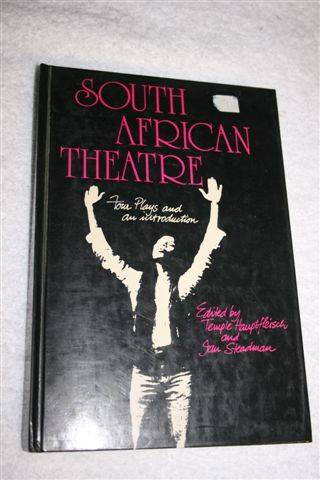 SOUTH
AFRICAN
THEATRE
Four Plays and
an introduction
Edited by
Temple Hauptfleisch
and
Ian Steadman